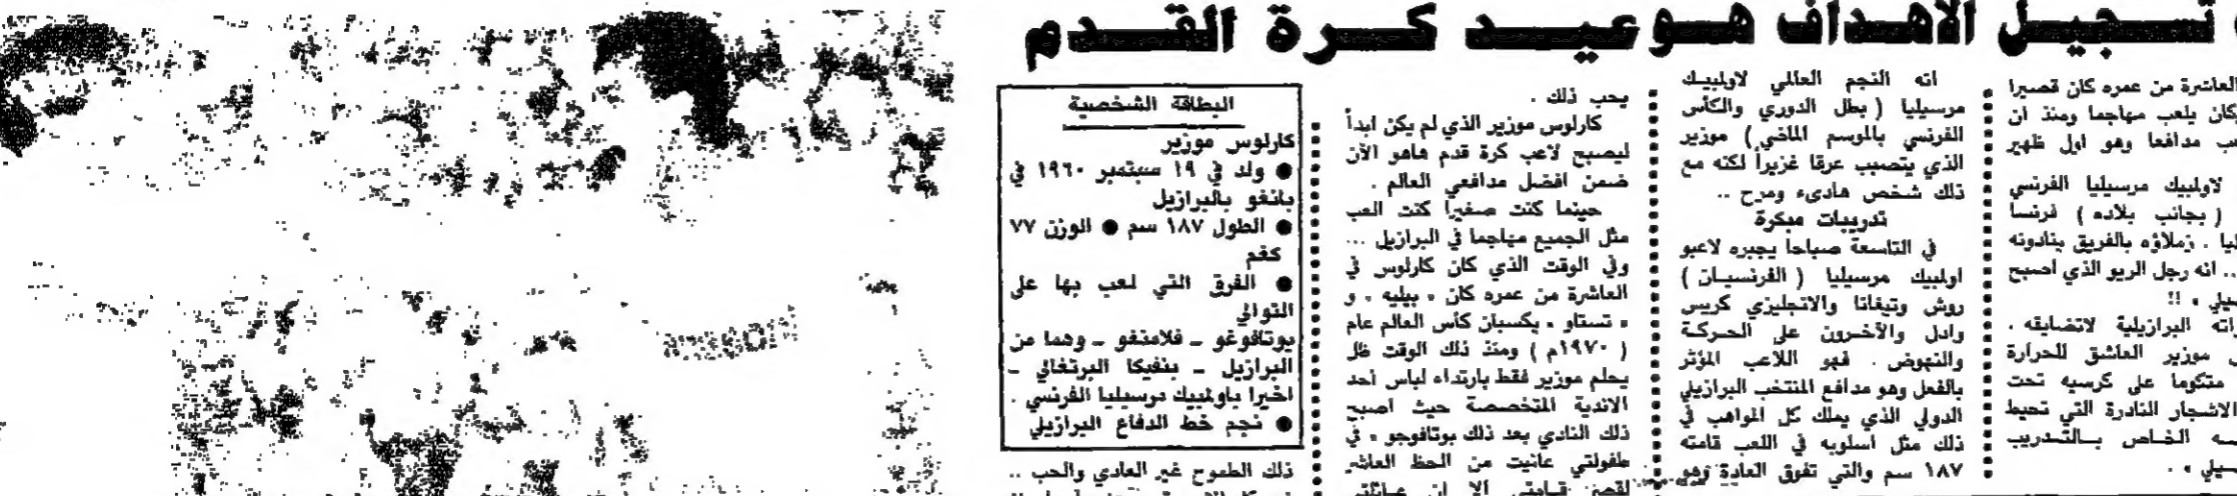 تسجيل الأهداف هو عيد كرة القدم
العاشرة من عمره كان قصيرا
وكان يلعب مهاجما ومنذ ان
مدافعا وهو اول ظهير
لاولمبيك مرسيليا الفرنسي
( بجانب بلاده ) فرنسا
. زملاؤه بالفريق ينادونه
.. انه رجل الريو الذي اصبح
!!
البرازيلية لاتضايقه .
موزير العاشق للحرارة
متكوما على كرسيه تحت
الاشجار النادرة التي تحيط
الخاص بالتدريب
انه النجم العالمي لاولمبيك
مرسيليا ( بطل الدوري والكأس
الفرنسي بالموسم الماضي ) موزير
الذي يتصبب عرقا غزيراً لكنه مع
ذلك شخص هادىء ومرح ..
تدريبات مبكرة
في التاسعة صباحا يجبره لاعبو
اولمبيك مرسيليا ( الفرنسيان )
روش وتيغانا والانجليزي كريس
وادل والآخرون على الحركة
والنهوض . فهو اللاعب المؤثر
بالفعل وهو مدافع المنتخب البرازيلي
الدولي الذي يملك كل المواهب في
ذلك مثل اسلوبه في اللعب قامته
١٨٧ سم والتي تفوق العادة وهو
يحب ذلك .
كارلوس موزير الذي لم يكن ابدأ
ليصبح لاعب كرة قدم هاهو الآن
ضمن افضل مدافعي العالم .
حينما كنت صغيرا كنت العب
مثل الجميع مهاجما في البرازيل ...
وفي الوقت الذي كان كارلوس في
العاشرة من عمره كان « بيليه » و
« تستاو » يكسبان كأس العالم عام
( ١٩٧٠م ) ومنذ ذلك الوقت ظل
يحلم موزير فقط بارتداء لباس أحد
الاندية المتخصصة حيث اصبح
ذلك النادي بعد ذلك بوتافوجو « في
طفولتي عانيت من الحظ العاثر
لقصر قامتي الا ان عائلتي
البطاقة الشخصية
كارلوس موزير
● ولد في ١٩ سبتمبر ١٩٦٠ في
بانغو بالبرازيل
● الطول ١٨٧ سم ● الوزن ٧٧
كغم
● الفرق التي لعب بها على
التوالي
بوتافوغو ـ فلامنغو ـ وهما من
البرازيل ـ بنفيكا البرتغالي ـ
اخيرا باولمبيك مرسيليا الفرنسي .
● نجم خط الدفاع البرازيلي
ذلك الطموح غير العادي والحب ..